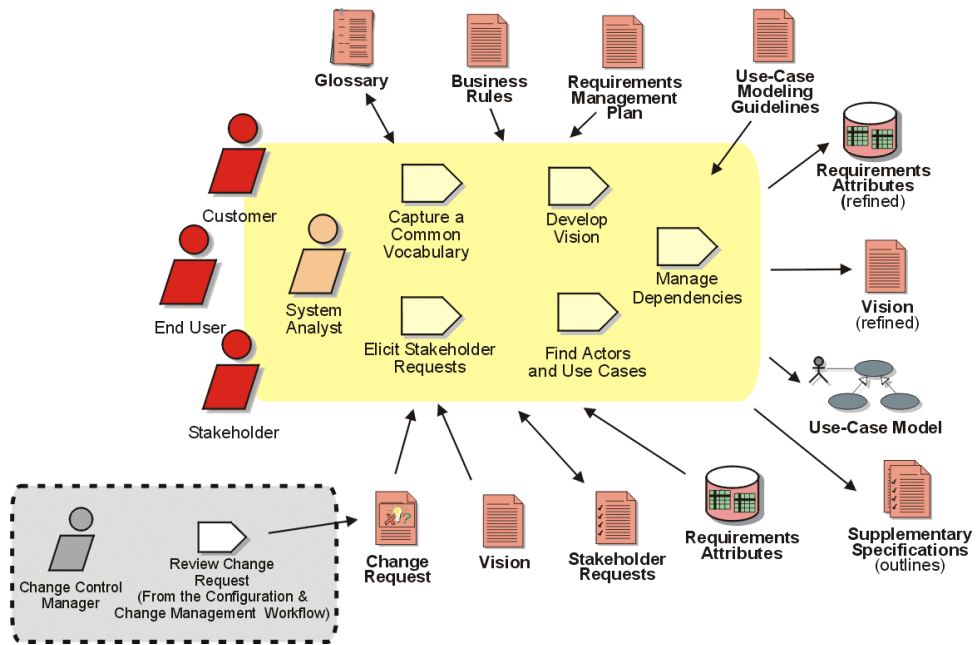 Glossary
Business
Rules
Requirements
Management
Plan
Use-Case
Modeling
Guidelines
Requirements
Attributes
(refined)
Customer
Capture a
Common
Vocabulary
Develop
Vision
Manage
Dependencies
End User
System
Analyst
Vision
(refined)
Elicit Stakeholder
Requests
Find Actors
and Use Cases
Stakeholder
Use-Case Model
Change Control
Manager
Review Change
Request
(From the Configuration &
Change Management Workflow)
Change
Request
Vision
Stakeholder
Requests
Requirements
Attributes
Supplementary
Specifications
(outlines)